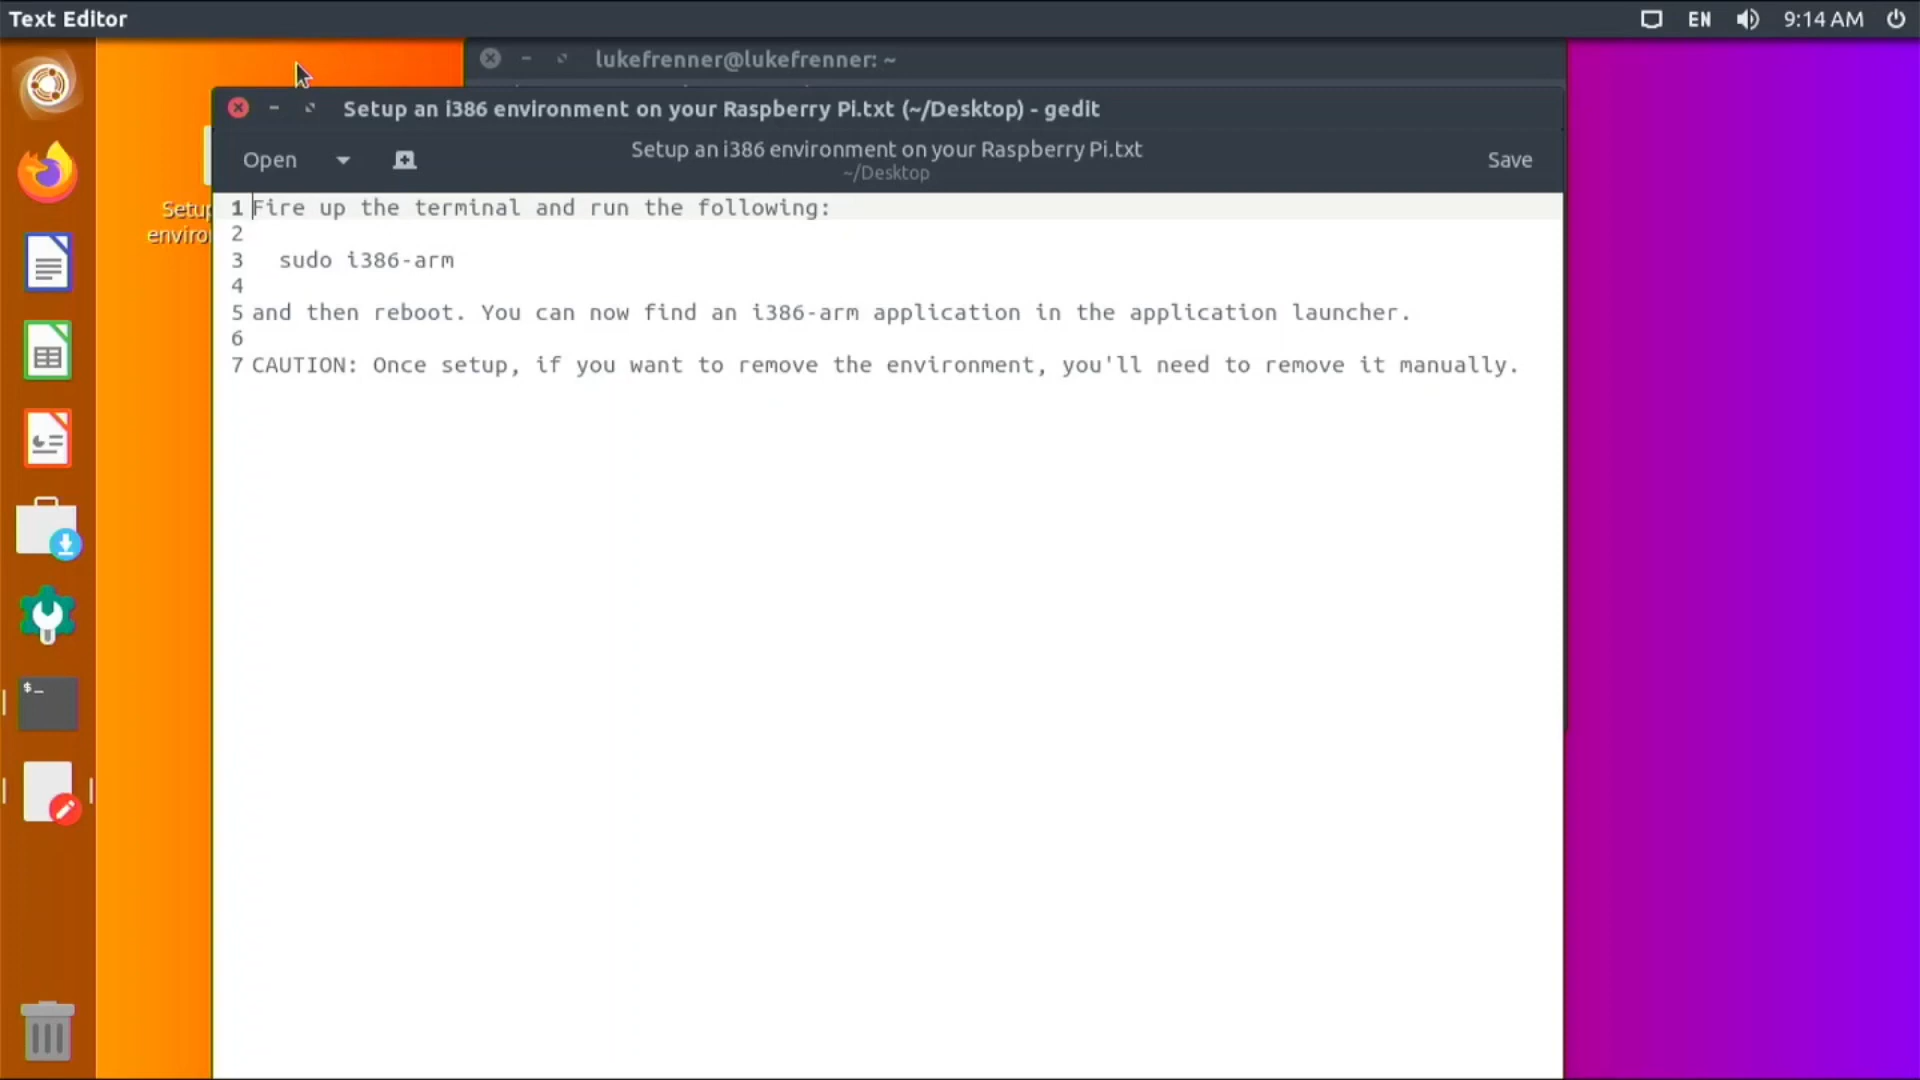 Text Editor
EN
9:14 AM
lukefrenner@lukefrenner: ~
Setup an i386 environment on your Raspberry Pi.txt (~/Desktop) - gedit
Open
Setup an i386 environment on your Raspberry Pi.txt
~/Desktop
Save
Setup
enviro
1 Fire up the terminal and run the following:
2
3 sudo i386-arm
4
5 and then reboot. You can now find an i386-arm application in the application launcher.
6
7 CAUTION: Once setup, if you want to remove the environment, you'll need to remove it manually.
$_